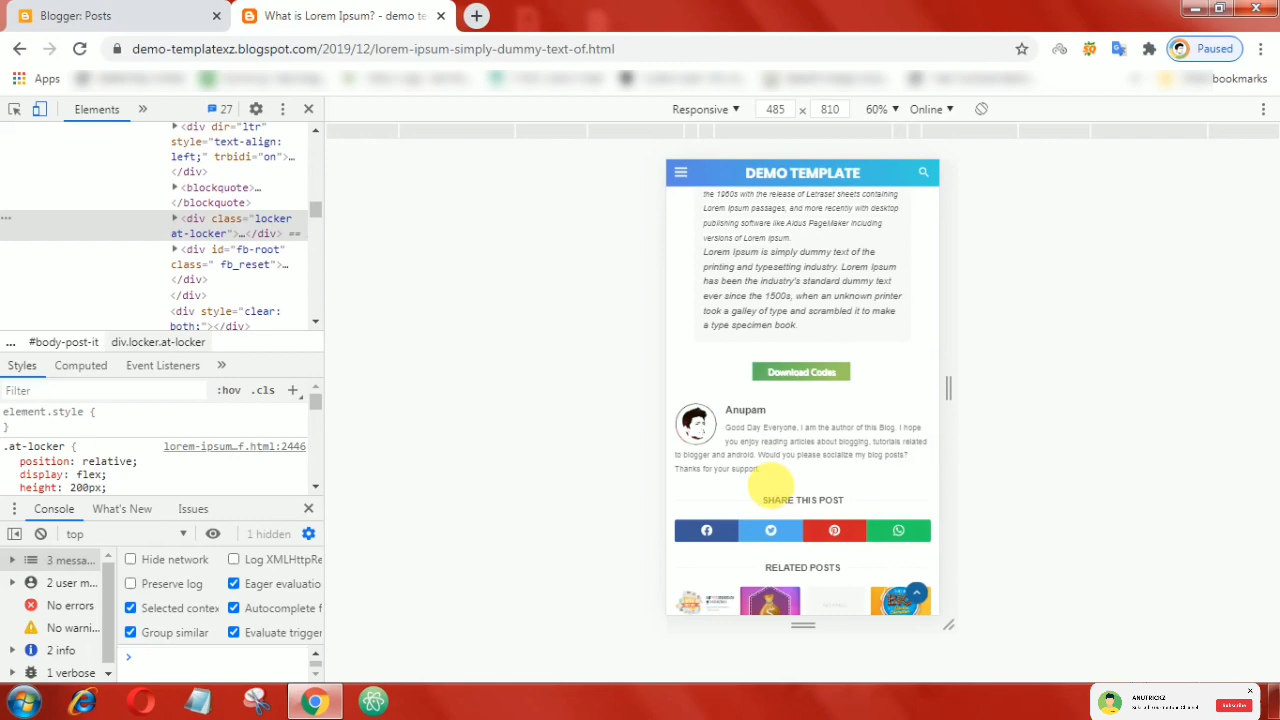 Blogger: Posts
What is Lorem Ipsum? - demo te
demo-templatexz.blogspot.com/2019/12/lorem-ipsum-simply-dummy-text-of.html
Paused
Apps
bookmarks
Elements
27
Responsive
485
x
810
60%
Online
<div dir="ltr"
style="text-align:
left;" trbidi="on">…
</div>
<blockquote>…
</blockquote>
<div class="locker
at-locker">…</div> ==
<div id="fb-root"
class=" fb_reset">…
</div>
</div>
<div style="clear:
both;"></div>
... #body-post-it div.locker.at-locker
Styles Computed Event Listeners
Filter
:hov .cls
element.style {
}
.at-locker { lorem-ipsum…f.html:2446
position: relative;
display: flex;
height: 200px;
Console What's New Issues
top
1 hidden
3 messa...
2 user m...
No errors
No warni...
2 info
1 verbose
Hide network
Log XMLHttpRe
Preserve log
Eager evaluation
Selected contex
Autocomplete f
Group similar
Evaluate trigger
DEMO TEMPLATE
the 1960s with the release of Letraset sheets containing
Lorem Ipsum passages, and more recently with desktop
publishing software like Aldus PageMaker including
versions of Lorem Ipsum.
Lorem Ipsum is simply dummy text of the
printing and typesetting industry. Lorem Ipsum
has been the industry's standard dummy text
ever since the 1500s, when an unknown printer
took a galley of type and scrambled it to make
a type specimen book.
Download Codes
Anupam
Good Day Everyone, I am the author of this Blog. I hope
you enjoy reading articles about blogging, tutorials related
to blogger and android. Would you please socialize my blog posts?
Thanks for your support.
SHARE THIS POST
RELATED POSTS
ANUTRICKZ
Subscribe